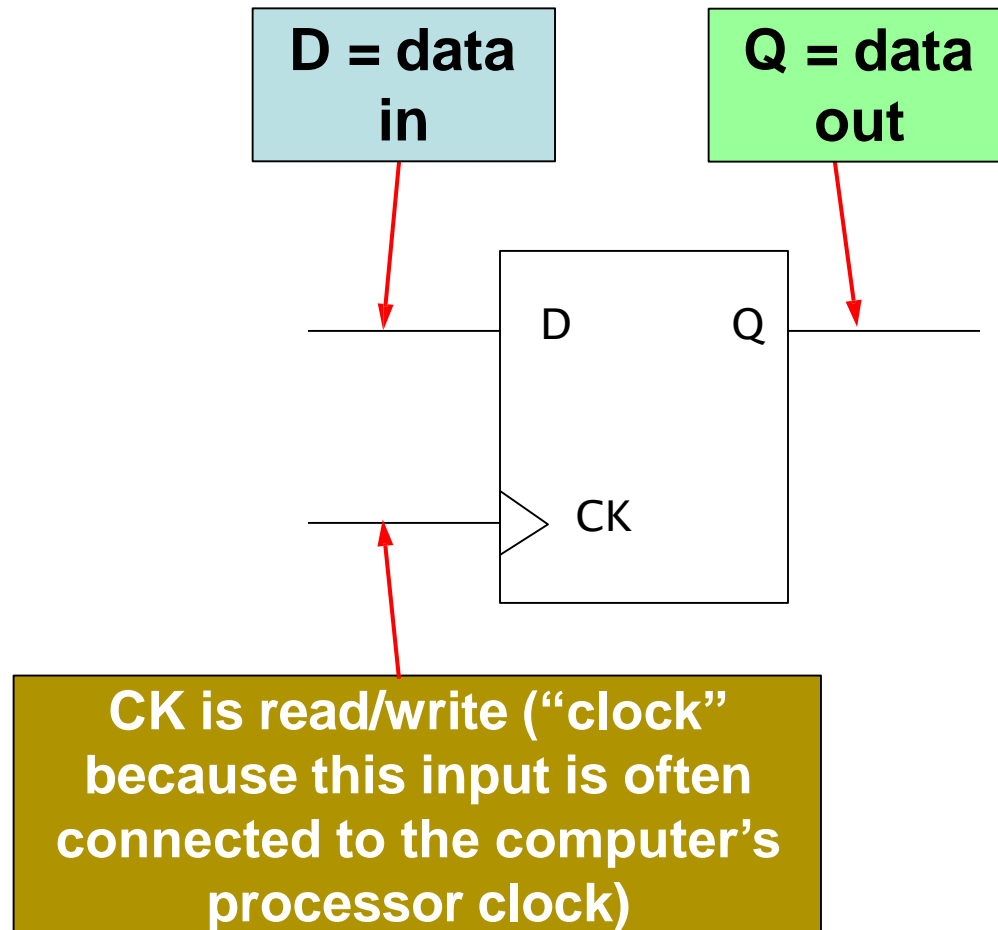 D = data
in
Q = data
out
D
Q
CK
CK is read/write (“clock”
because this input is often
connected to the computer’s
processor clock)